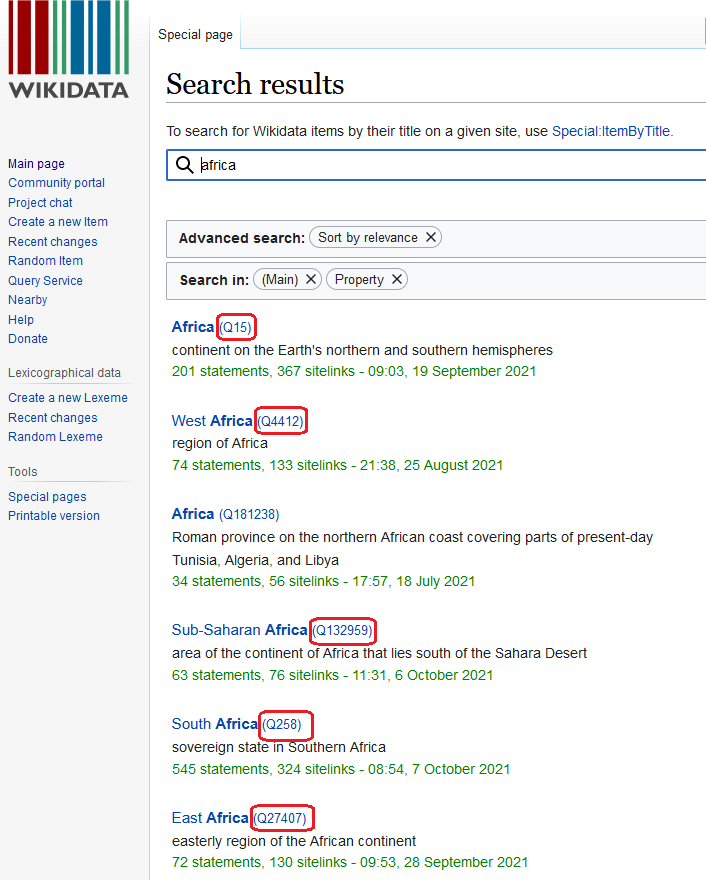 WIKIDATA
Main page
Community portal
Project chat
Create a new Item
Recent changes
Random Item
Query Service
Nearby
Help
Donate
Lexicographical data
Create a new Lexeme
Recent changes
Random Lexeme
Tools
Special pages
Printable version
Special page
Search results
To search for Wikidata items by their title on a given site, use Special:ItemByTitle.
africa
Advanced search: Sort by relevance ✕
Search in: (Main) ✕ Property ✕
Africa (Q15)
continent on the Earth's northern and southern hemispheres
201 statements, 367 sitelinks - 09:03, 19 September 2021
West Africa (Q4412)
region of Africa
74 statements, 133 sitelinks - 21:38, 25 August 2021
Africa (Q181238)
Roman province on the northern African coast covering parts of present-day
Tunisia, Algeria, and Libya
34 statements, 56 sitelinks - 17:57, 18 July 2021
Sub-Saharan Africa (Q132959)
area of the continent of Africa that lies south of the Sahara Desert
63 statements, 76 sitelinks - 11:31, 6 October 2021
South Africa (Q258)
sovereign state in Southern Africa
545 statements, 324 sitelinks - 08:54, 7 October 2021
East Africa (Q27407)
easterly region of the African continent
72 statements, 130 sitelinks - 09:53, 28 September 2021